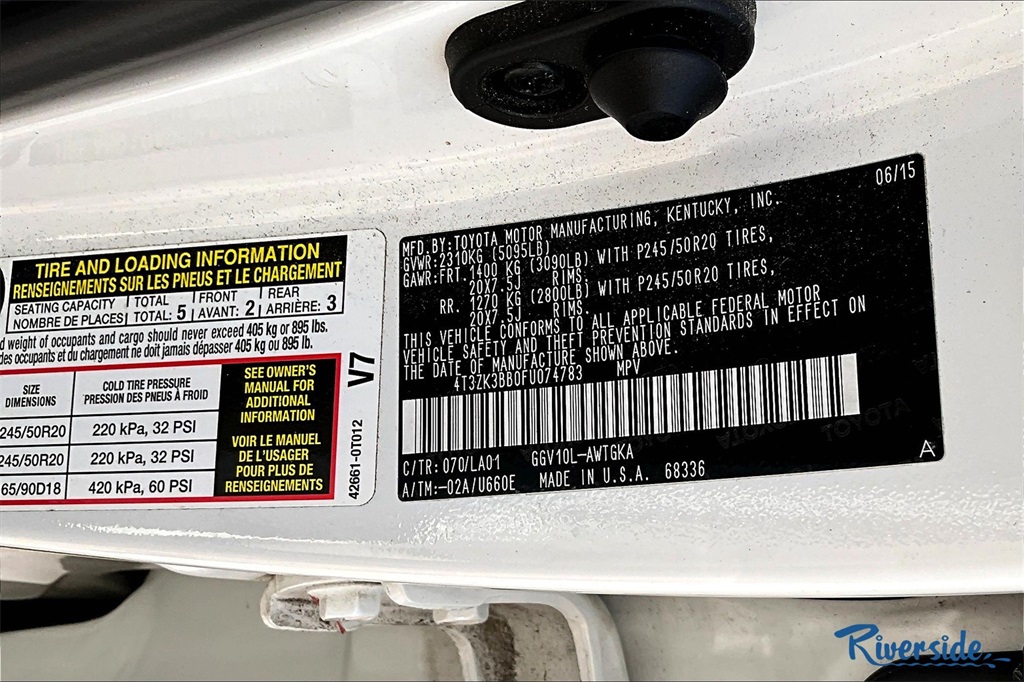 TIRE AND LOADING INFORMATION
RENSEIGNEMENTS SUR LES PNEUS ET LE CHARGEMENT
SEATING CAPACITY TOTAL 5 FRONT 2 REAR 3
NOMBRE DE PLACES TOTAL: AVANT: ARRIÈRE:
weight of occupants and cargo should never exceed 405 kg or 895 lbs.
des occupants et du chargement ne doit jamais dépasser 405 kg ou 895 lb.
SIZE
DIMENSIONS
COLD TIRE PRESSURE
PRESSION DES PNEUS À FROID
245/50R20 220 kPa, 32 PSI
245/50R20 220 kPa, 32 PSI
65/90D18 420 kPa, 60 PSI
SEE OWNER'S
MANUAL FOR
ADDITIONAL
INFORMATION
VOIR LE MANUEL
DE L'USAGER
POUR PLUS DE
RENSEIGNEMENTS
V7
42661-0T012
06/15
MFD. BY: TOYOTA MOTOR MANUFACTURING, KENTUCKY, INC.
GVWR: 2310KG (5095LB)
GAWR: FRT. 1400 KG (3090LB) WITH P245/50R20 TIRES,
20X7.5J RIMS.
RR. 1270 KG (2800LB) WITH P245/50R20 TIRES,
20X7.5J RIMS.
THIS VEHICLE CONFORMS TO ALL APPLICABLE FEDERAL MOTOR
VEHICLE SAFETY AND THEFT PREVENTION STANDARDS IN EFFECT ON
THE DATE OF MANUFACTURE SHOWN ABOVE.
4T3ZK3BB0FU074783 MPV
C/TR: 070/LA01 GGV10L-AWTGKA
A/TM:-02A/U660E MADE IN U.S.A. 68336
A
TOYOTA
Riverside